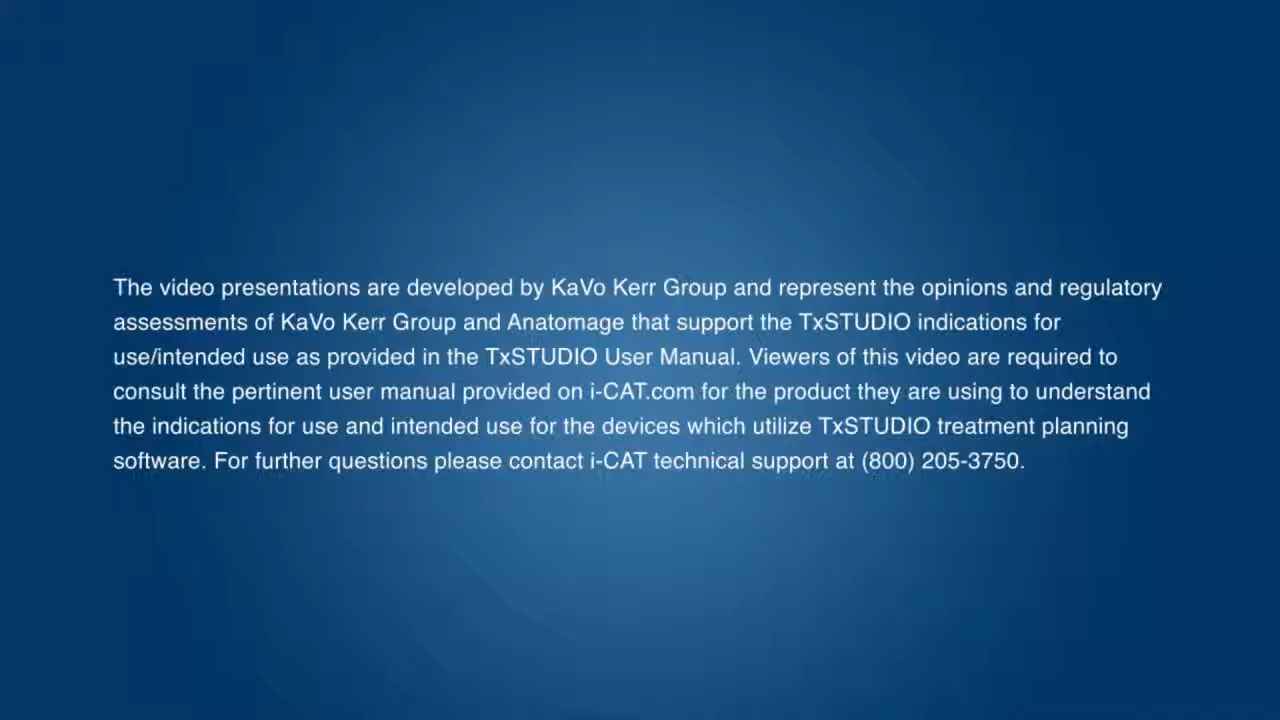 The video presentations are developed by KaVo Kerr Group and represent the opinions and regulatory
assessments of KaVo Kerr Group and Anatomage that support the TxSTUDIO indications for
use/intended use as provided in the TxSTUDIO User Manual. Viewers of this video are required to
consult the pertinent user manual provided on i-CAT.com for the product they are using to understand
the indications for use and intended use for the devices which utilize TxSTUDIO treatment planning
software. For further questions please contact i-CAT technical support at (800) 205-3750.